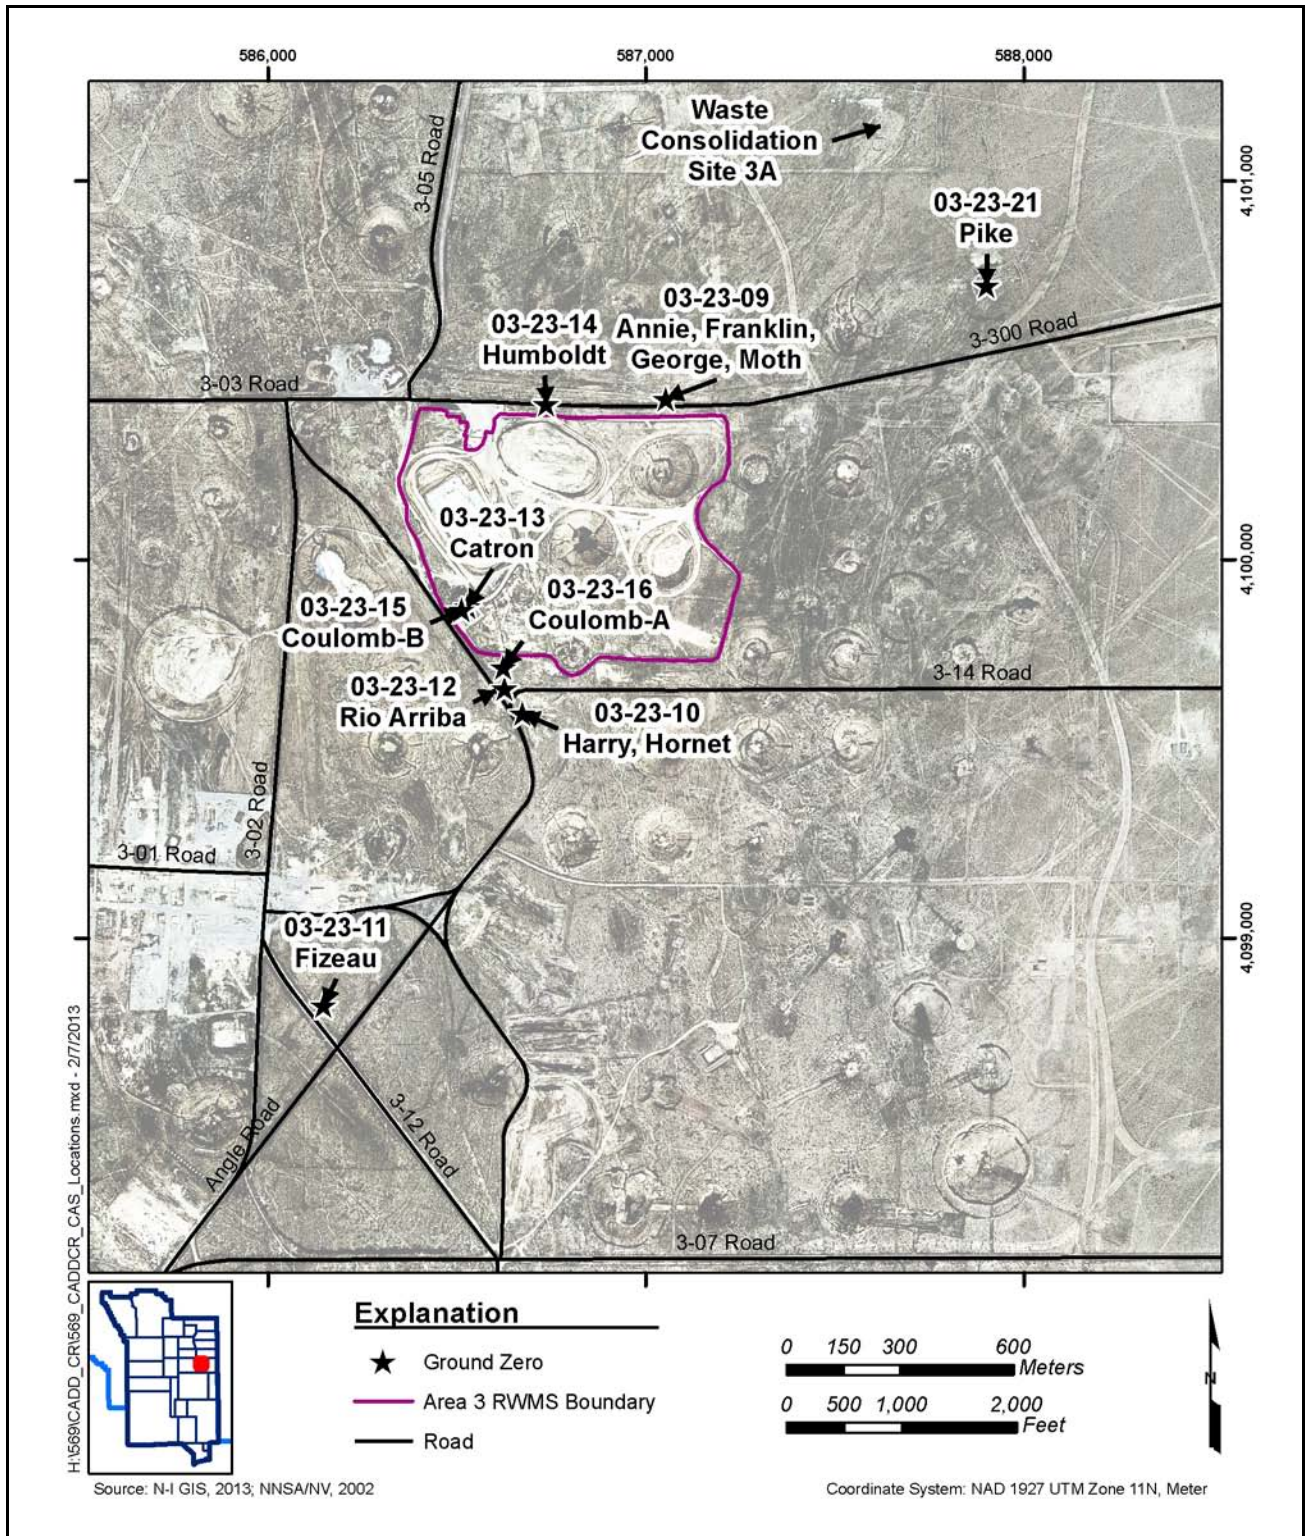 586,000
587,000
588,000
Waste
Consolidation
Site 3A
3-05 Road
4,101,000
03-23-21
Pike
03-23-09
Annie, Franklin,
George, Moth
03-23-14
Humboldt
3-300 Road
3-03 Road
03-23-13
Catron
4,100,000
03-23-16
Coulomb-A
03-23-15
Coulomb-B
3-14 Road
03-23-12
Rio Arriba
03-23-10
Harry, Hornet
3-02 Road
3-01 Road
03-23-11
Fizeau
4,099,000
Angle Road
3-12 Road
3-07 Road
H:\569\CADD_CR\569_CADDCR_CAS_Locations.mxd - 2/7/2013
Explanation
Ground Zero
Area 3 RWMS Boundary
Road
0 150 300 600
Meters
0 500 1,000 2,000
Feet
N
Source: N-I GIS, 2013; NNSA/NV, 2002
Coordinate System: NAD 1927 UTM Zone 11N, Meter